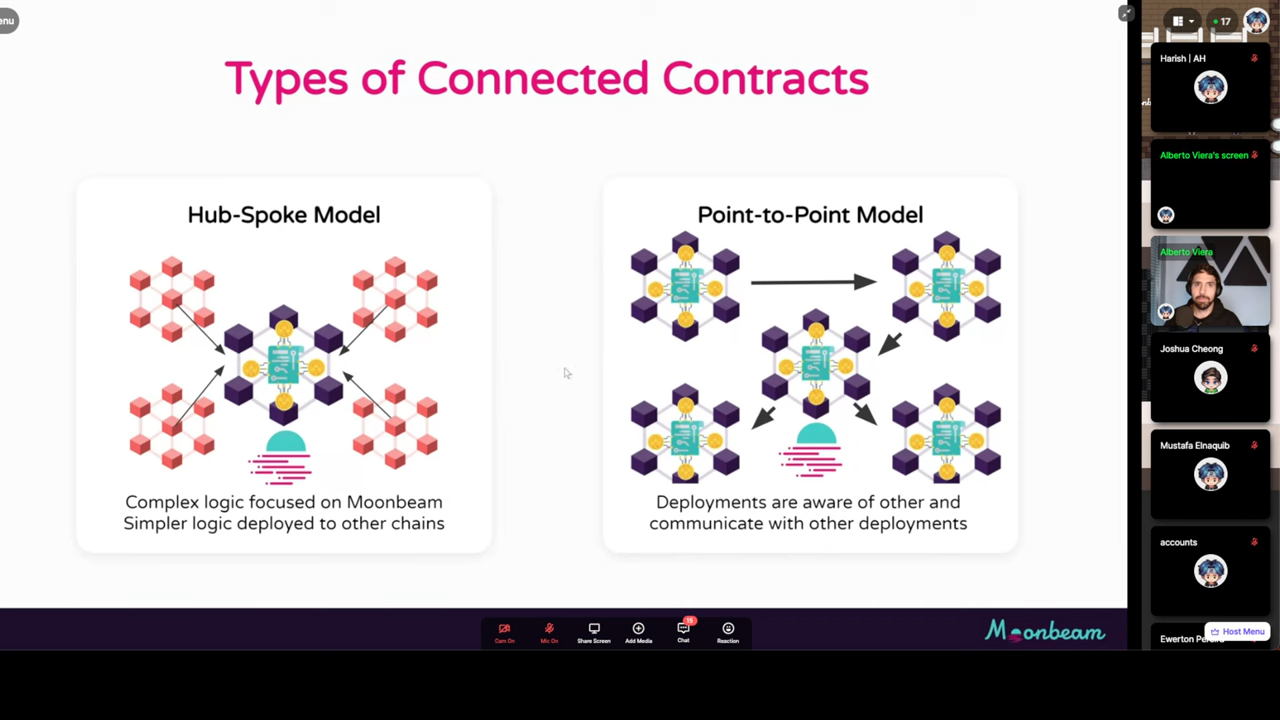 enu
Types of Connected Contracts
Hub-Spoke Model
Complex logic focused on Moonbeam
Simpler logic deployed to other chains
Point-to-Point Model
Deployments are aware of other and
communicate with other deployments
Cam On
Mic On
Share Screen
Add Media
15
Chat
Reaction
Moonbeam
17
Harish | AH
Alberto Viera's screen
Alberto Viera
Joshua Cheong
Mustafa Elnaquib
accounts
Ewerton
Host Menu